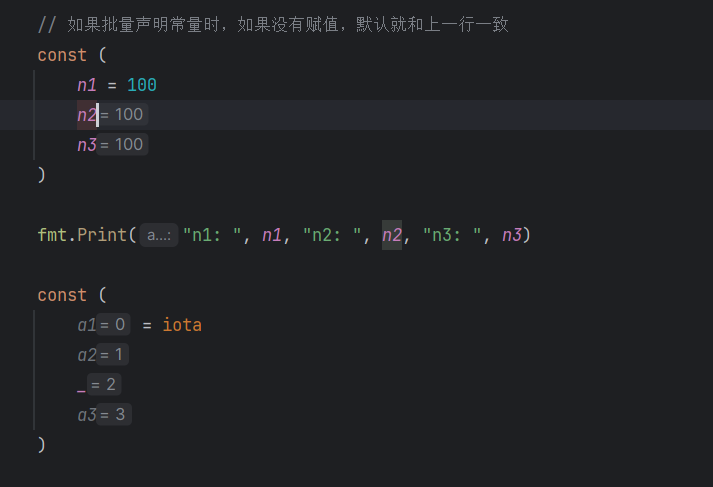 // 如果批量声明常量时，如果没有赋值，默认就和上一行一致
const (
    n1 = 100
    n2 = 100
    n3 = 100
)
fmt.Print( a...: "n1: ", n1, "n2: ", n2, "n3: ", n3)
const (
    a1 = 0 = iota
    a2 = 1
    _ = 2
    a3 = 3
)